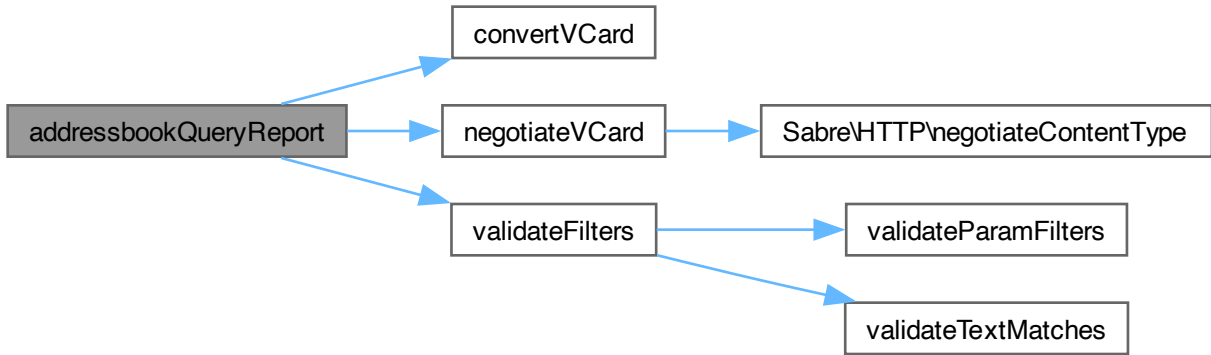 convertVCard
addressbookQueryReport
negotiateVCard
Sabre\HTTP\negotiateContentType
validateFilters
validateParamFilters
validateTextMatches